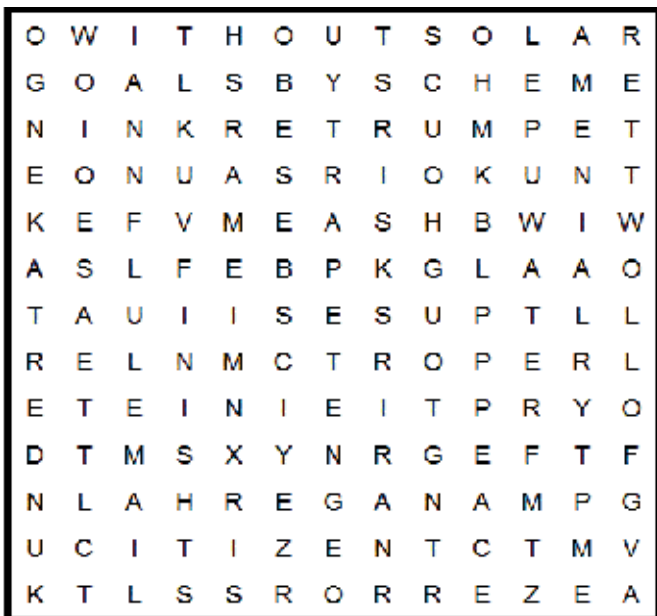 O W I T H O U T S O L A R
G O A L S B Y S C H E M E
N I N K R E T R U M P E T
E O N U A S R I O K U N T
K E F V M E A S H B W I W
A S L F E B P K G L A A O
T A U I I S E S U P T L L
R E L N M C T R O P E R L
E T E I N I E I T P R Y O
D T M S X Y N R G E F T F
N L A H R E G A N A M P G
U C I T I Z E N T C T M V
K T L S S R O R R E Z E A